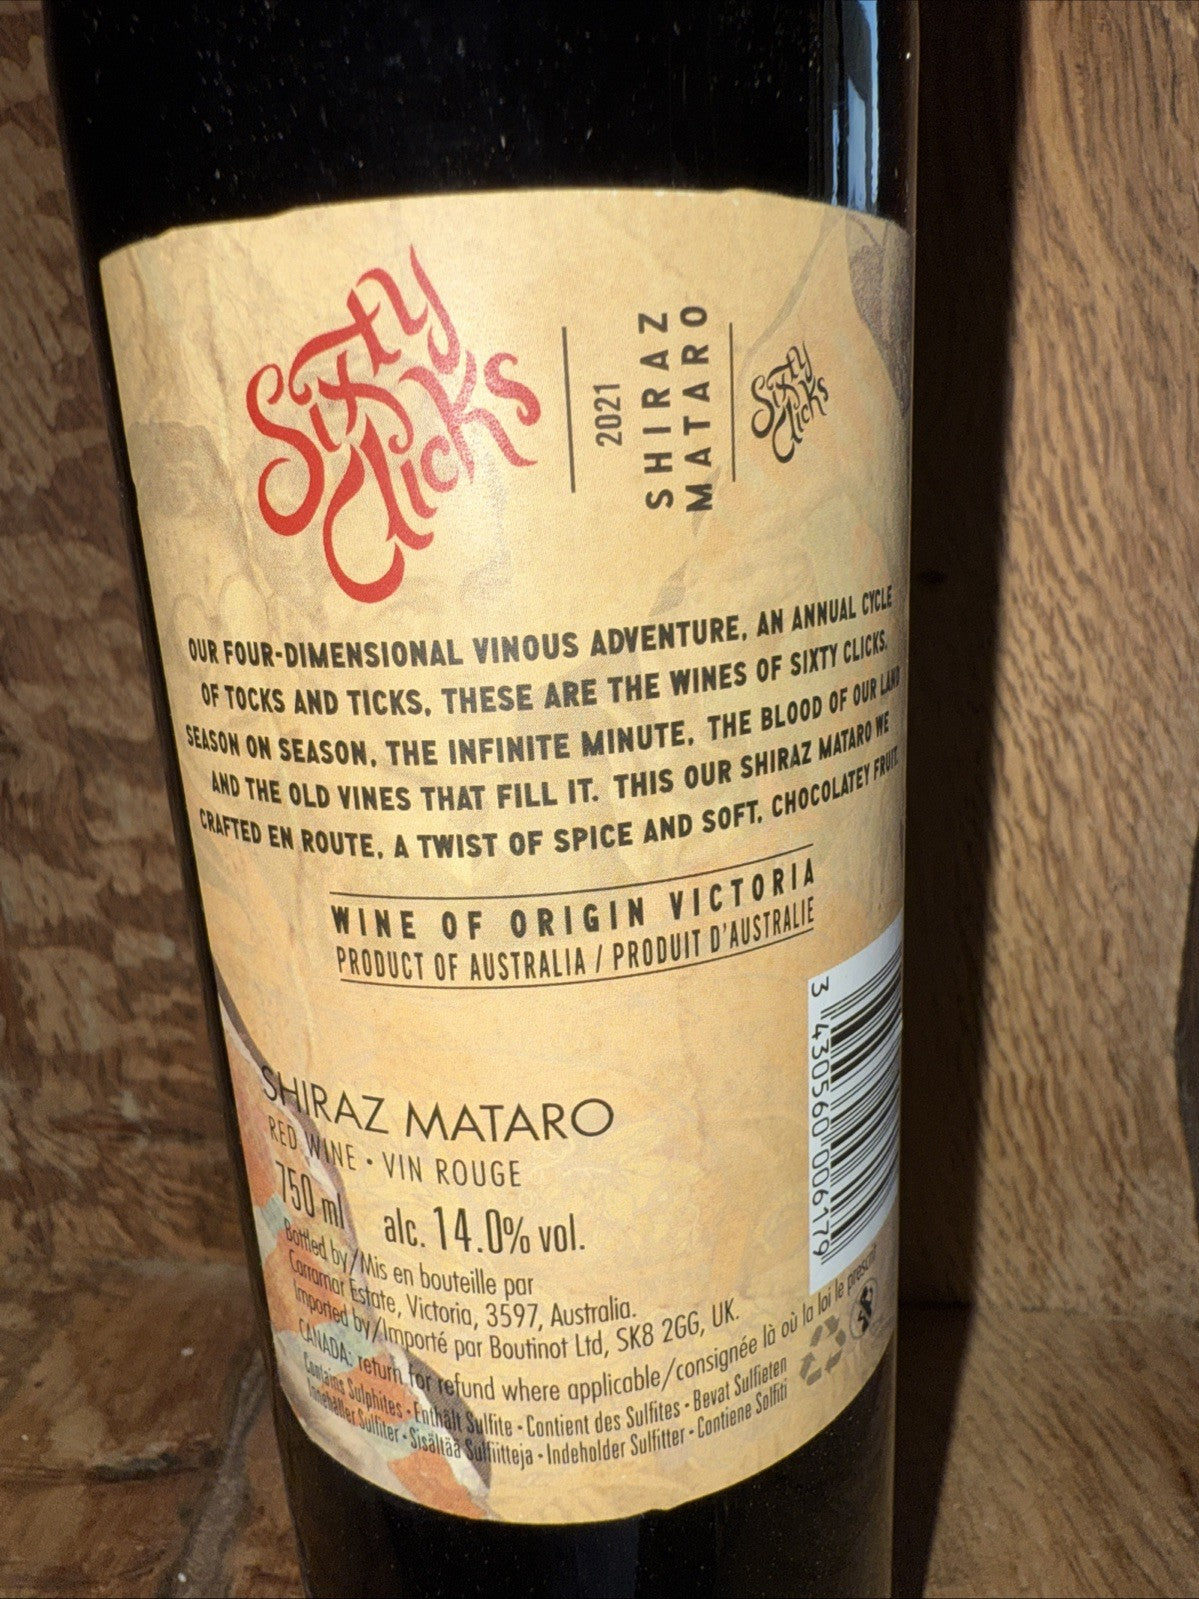 Sixty
Clicks
2021
SHIRAZ
MATARO
Sixty
Clicks
OUR FOUR-DIMENSIONAL VINOUS ADVENTURE, AN ANNUAL CYCLE
OF TOCKS AND TICKS, THESE ARE THE WINES OF SIXTY CLICKS.
SEASON ON SEASON, THE INFINITE MINUTE, THE BLOOD OF OUR LAND
AND THE OLD VINES THAT FILL IT. THIS OUR SHIRAZ MATARO WE
CRAFTED EN ROUTE, A TWIST OF SPICE AND SOFT, CHOCOLATEY FRUIT.
WINE OF ORIGIN VICTORIA
PRODUCT OF AUSTRALIA / PRODUIT D'AUSTRALIE
SHIRAZ MATARO
RED WINE • VIN ROUGE
750 ml alc. 14.0% vol.
Bottled by/Mis en bouteille par
Carramar Estate, Victoria, 3597, Australia.
Imported by/Importé par Boutinot Ltd, SK8 2GG, UK.
CANADA: return for refund where applicable/consignée là où la loi le prescrit
Contains Sulphites • Enthält Sulfite • Contient des Sulfites • Bevat Sulfieten
Innehåller Sulfiter • Sisältää Sulfiitteja • Indeholder Sulfitter • Contiene Solfiti
3 430560 006179